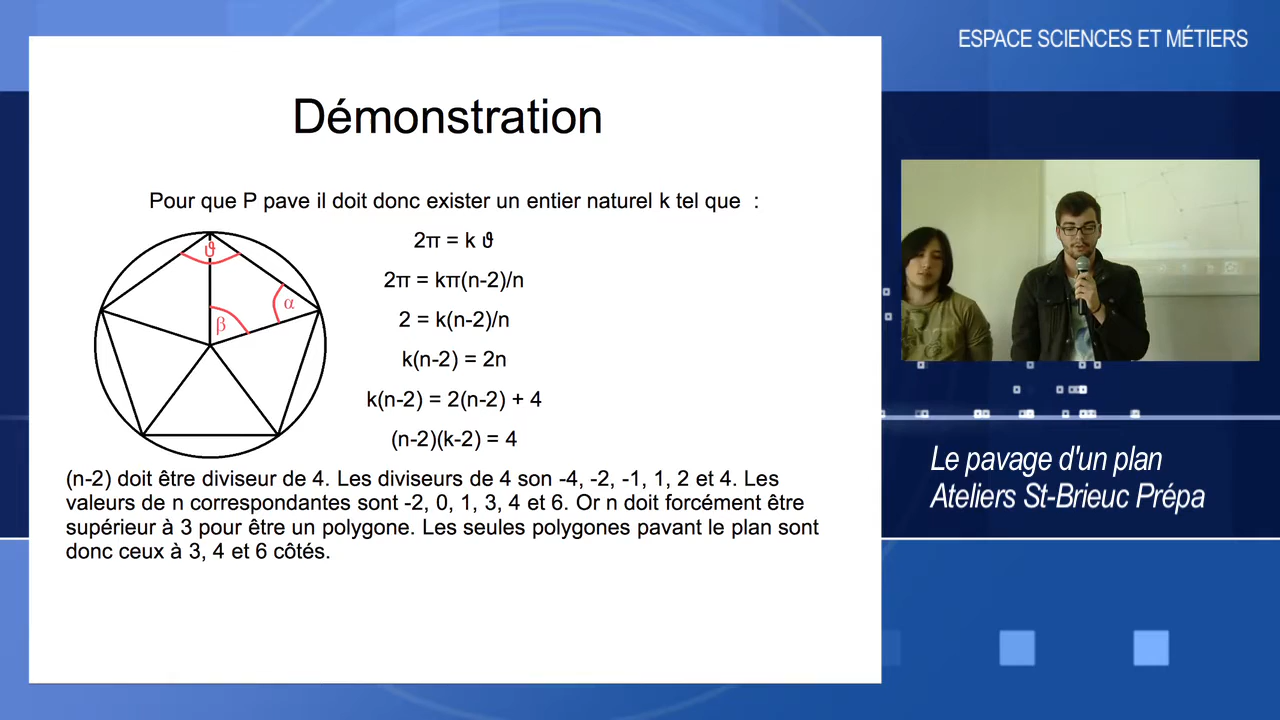 ESPACE SCIENCES ET MÉTIERS
Démonstration
Pour que P pave il doit donc exister un entier naturel k tel que :
2π = k ϑ
2π = kπ(n-2)/n
2 = k(n-2)/n
k(n-2) = 2n
k(n-2) = 2(n-2) + 4
(n-2)(k-2) = 4
ϑ
α
β
(n-2) doit être diviseur de 4. Les diviseurs de 4 son -4, -2, -1, 1, 2 et 4. Les
valeurs de n correspondantes sont -2, 0, 1, 3, 4 et 6. Or n doit forcément être
supérieur à 3 pour être un polygone. Les seules polygones pavant le plan sont
donc ceux à 3, 4 et 6 côtés.
Le pavage d'un plan
Ateliers St-Brieuc Prépa